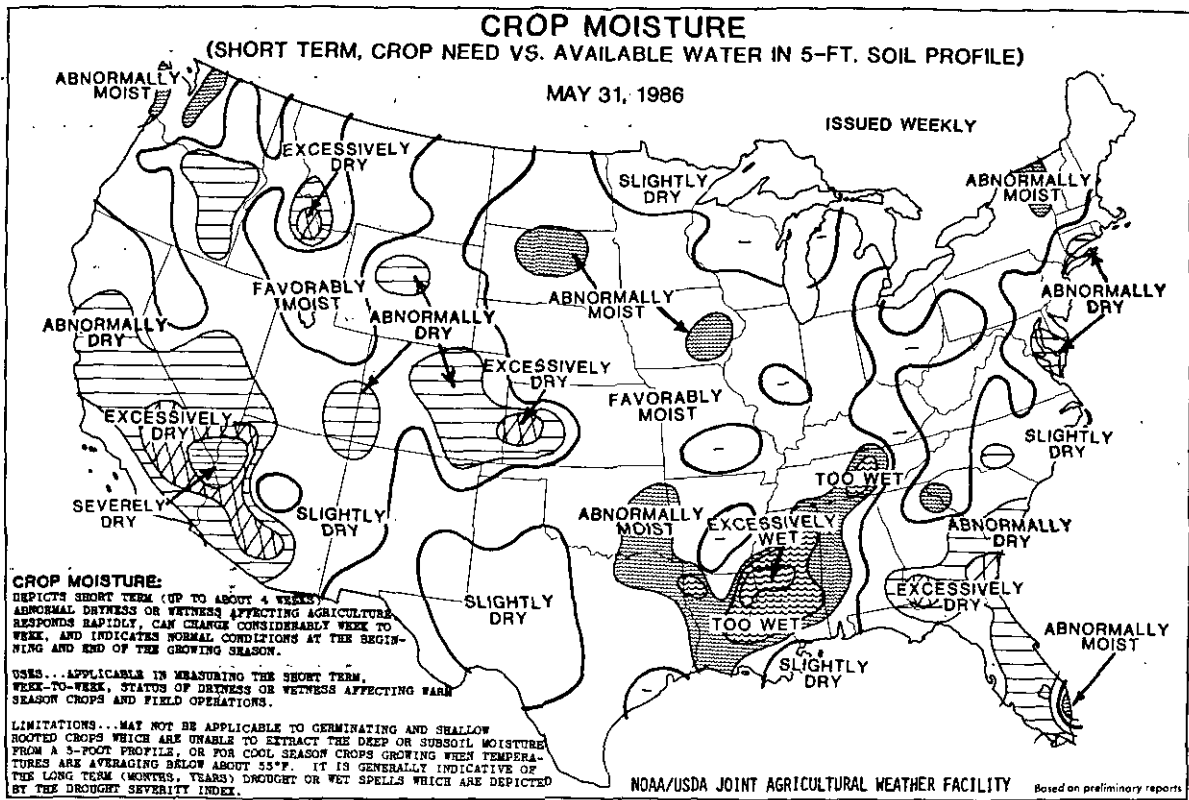 CROP MOISTURE
(SHORT TERM, CROP NEED VS. AVAILABLE WATER IN 5-FT. SOIL PROFILE)
MAY 31, 1986
ISSUED WEEKLY
ABNORMALLY
MOIST
EXCESSIVELY
DRY
SLIGHTLY
DRY
ABNORMALLY
MOIST
FAVORABLY
MOIST
ABNORMALLY
MOIST
ABNORMALLY
DRY
ABNORMALLY
DRY
ABNORMALLY
DRY
EXCESSIVELY
DRY
FAVORABLY
MOIST
EXCESSIVELY
DRY
SLIGHTLY
DRY
TOO WET
SEVERELY
DRY
SLIGHTLY
DRY
ABNORMALLY
MOIST
EXCESSIVELY
WET
ABNORMALLY
DRY
EXCESSIVELY
DRY
SLIGHTLY
DRY
TOO WET
ABNORMALLY
MOIST
SLIGHTLY
DRY
CROP MOISTURE:
DEPICTS SHORT TERM (UP TO ABOUT 4 WEEKS)
ABNORMAL DRYNESS OR WETNESS AFFECTING AGRICULTURE,
RESPONDS RAPIDLY, CAN CHANGE CONSIDERABLY WEEK TO
WEEK, AND INDICATES NORMAL CONDITIONS AT THE BEGIN-
NING AND END OF THE GROWING SEASON.
USES...APPLICABLE IN MEASURING THE SHORT TERM,
WEEK-TO-WEEK, STATUS OF DRYNESS OR WETNESS AFFECTING WARM
SEASON CROPS AND FIELD OPERATIONS.
LIMITATIONS...MAY NOT BE APPLICABLE TO GERMINATING AND SHALLOW
ROOTED CROPS WHICH ARE UNABLE TO EXTRACT THE DEEP OR SUBSOIL MOISTURE
FROM A 5-FOOT PROFILE, OR FOR COOL SEASON CROPS GROWING WHEN TEMPERA-
TURES ARE AVERAGING BELOW ABOUT 55°F. IT IS GENERALLY INDICATIVE OF
THE LONG TERM (MONTHS, YEARS) DROUGHT OR WET SPELLS WHICH ARE DEPICTED
BY THE DROUGHT SEVERITY INDEX.
NOAA/USDA JOINT AGRICULTURAL WEATHER FACILITY
Based on preliminary reports